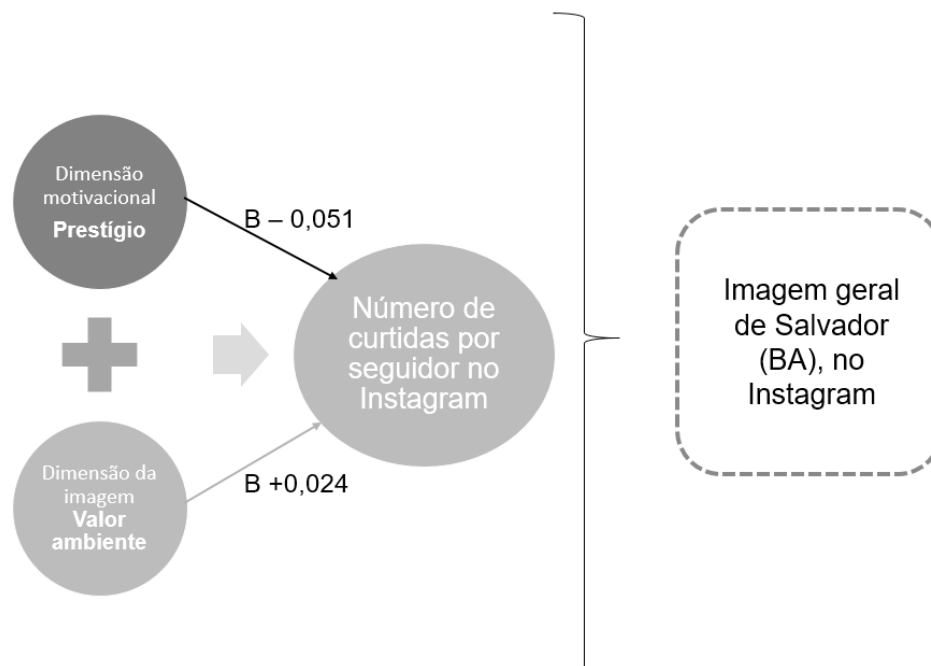 Dimensão
motivacional
Prestígio
B – 0,051
Número de
curtidas por
seguidor no
Instagram
Dimensão da
imagem
Valor
ambiente
B +0,024
Imagem geral
de Salvador
(BA), no
Instagram